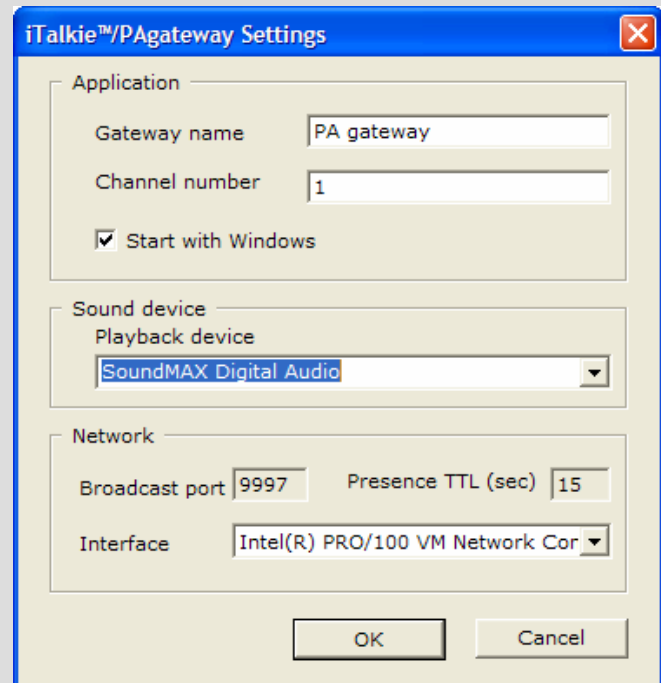 iTalkie™/PAgateway Settings
Application
Gateway name PA gateway
Channel number 1
Start with Windows
Sound device
Playback device
SoundMAX Digital Audio
Network
Broadcast port 9997 Presence TTL (sec) 15
Interface Intel(R) PRO/100 VM Network Cor
OK Cancel